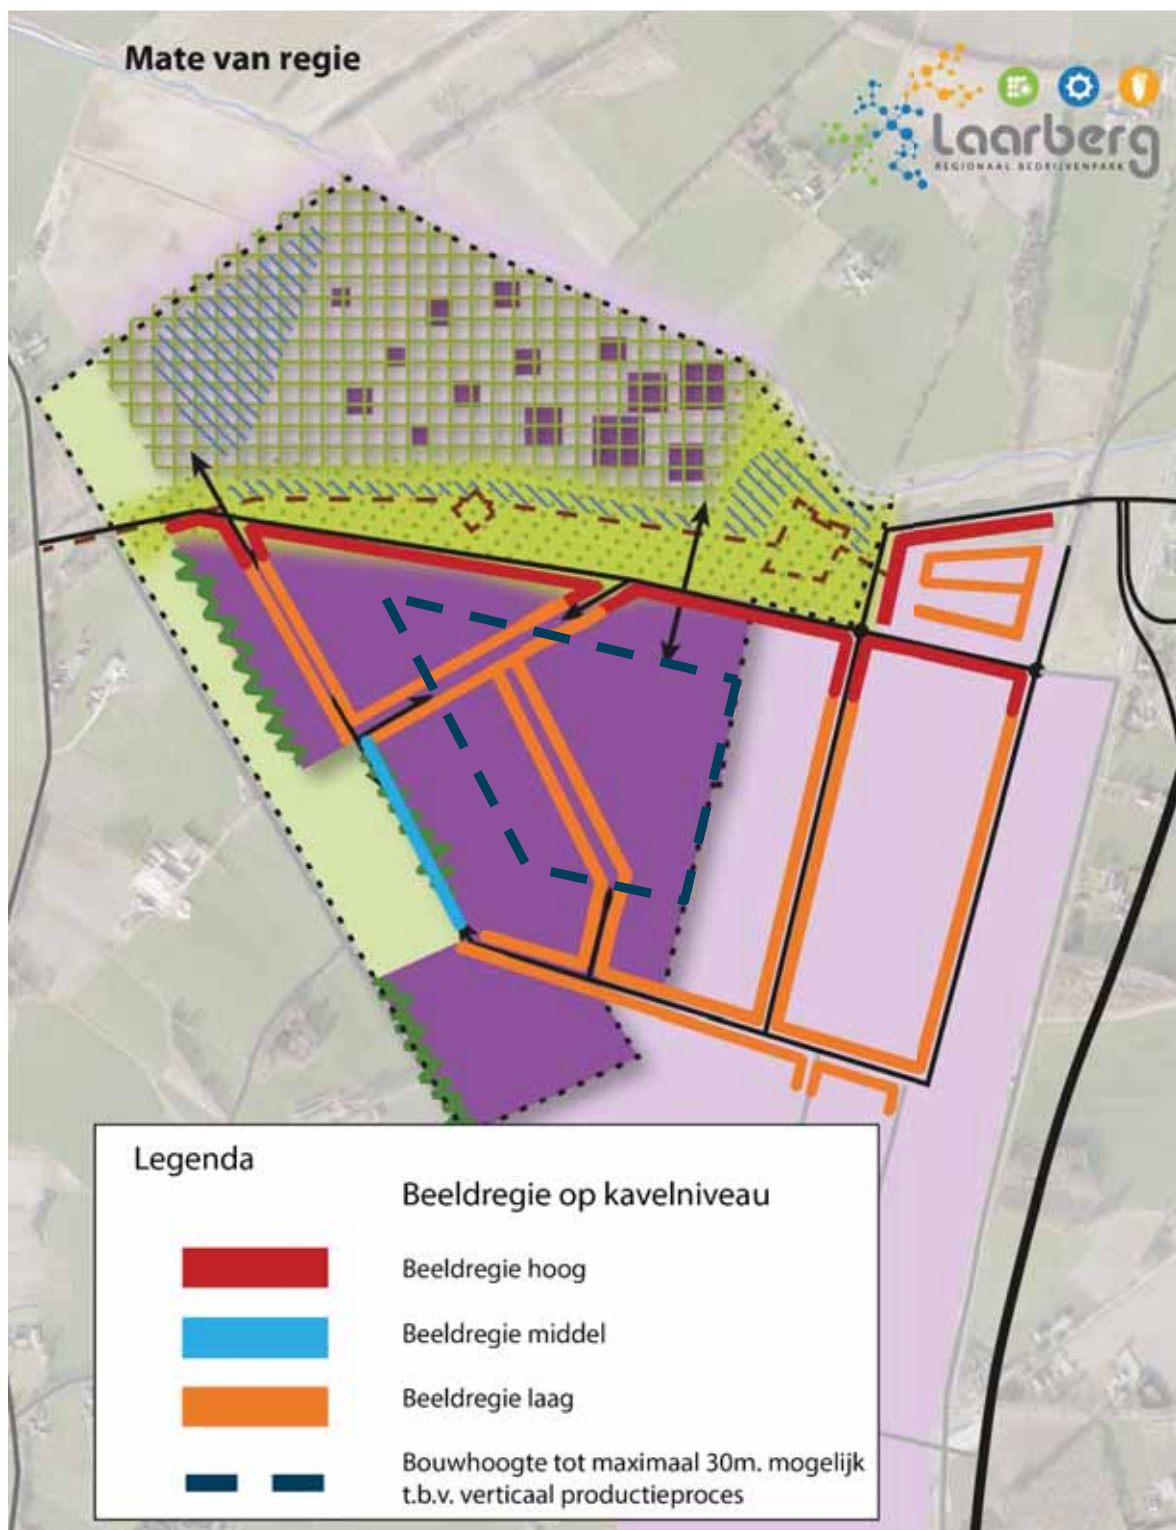 Mate van regie
Laarberg
REGIONAAL BEDRIJVENPARK
Legenda
Beeldregie op kavelniveau
Beeldregie hoog
Beeldregie middel
Beeldregie laag
Bouwhoogte tot maximaal 30m. mogelijk
t.b.v. verticaal productieproces